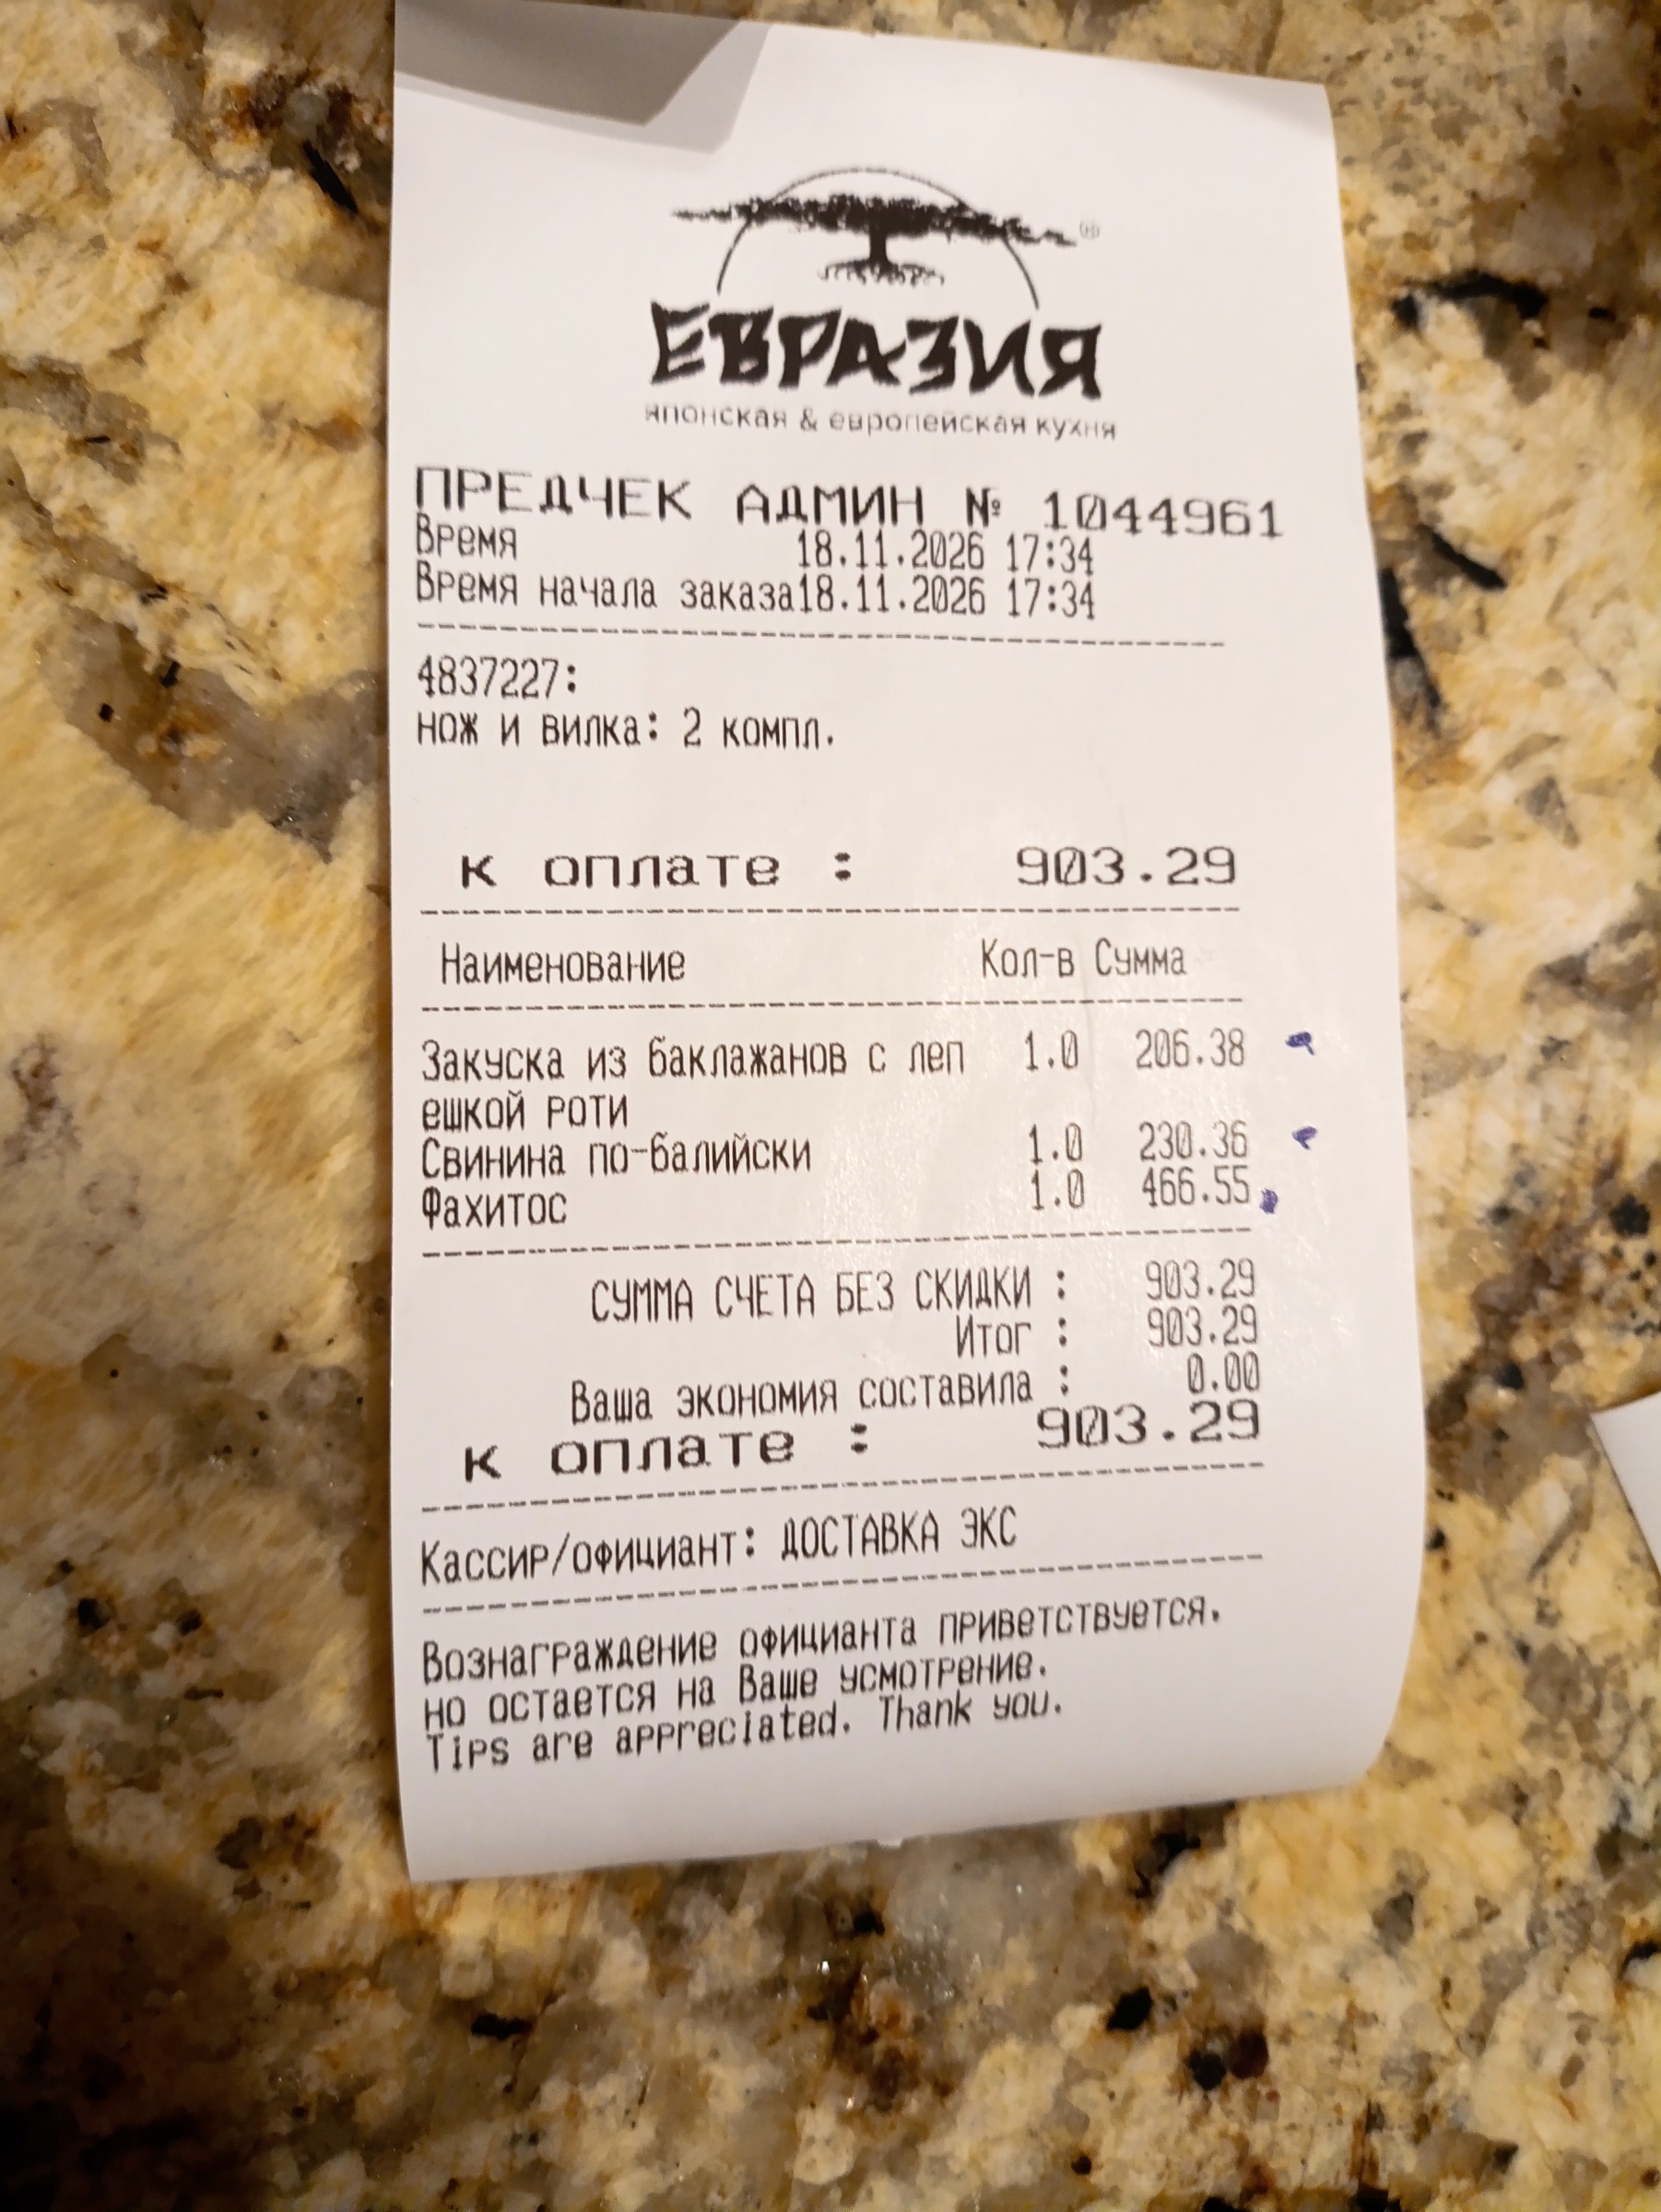 ЕВРАЗИЯ
японская & европейская кухня
ПРЕДЧЕК АДМИН № 1044961
Время 18.11.2026 17:34
Время начала заказа18.11.2026 17:34
4837227:
нож и вилка: 2 компл.
К оплате : 903.29
Наименование Кол-в Сумма
Закуска из баклажанов с леп 1.0 206.38
ешкой роти
Свинина по-балийски 1.0 230.36
Фахитос 1.0 466.55
СУММА СЧЕТА БЕЗ СКИДКИ : 903.29
Итог : 903.29
Ваша экономия составила : 0.00
К оплате : 903.29
Кассир/официант: ДОСТАВКА ЭКС
Вознаграждение официанта приветствуется,
но остается на Ваше усмотрение.
Tips are appreciated. Thank you.